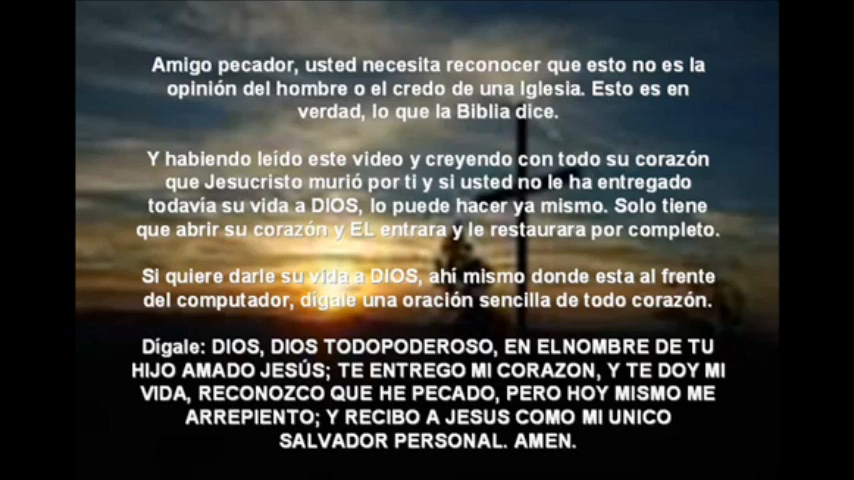 Amigo pecador, usted necesita reconocer que esto no es la
opinión del hombre o el credo de una Iglesia. Esto es en
verdad, lo que la Biblia dice.
Y habiendo leído este video y creyendo con todo su corazón
que Jesucristo murió por ti y si usted no le ha entregado
todavía su vida a DIOS, lo puede hacer ya mismo. Solo tiene
que abrir su corazón y EL entrara y le restaurara por completo.
Si quiere darle su vida a DIOS, ahí mismo donde esta al frente
del computador, dígale una oración sencilla de todo corazón.
Dígale: DIOS, DIOS TODOPODEROSO, EN ELNOMBRE DE TU
HIJO AMADO JESÚS; TE ENTREGO MI CORAZON, Y TE DOY MI
VIDA, RECONOZCO QUE HE PECADO, PERO HOY MISMO ME
ARREPIENTO; Y RECIBO A JESUS COMO MI UNICO
SALVADOR PERSONAL. AMEN.